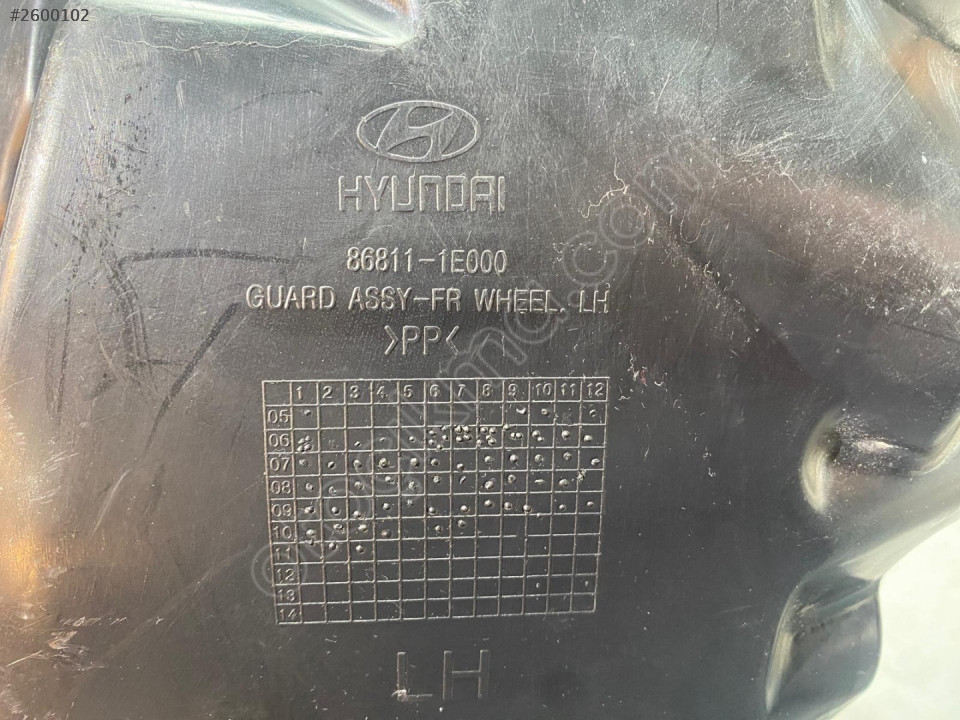 #2600102
HYUNDAI
86811-1E000
GUARD ASSY-FR WHEEL, LH
>PP<
1 2 3 4 5 6 7 8 9 10 11 12
05
06
07
08
09
10
11
12
13
14
LH